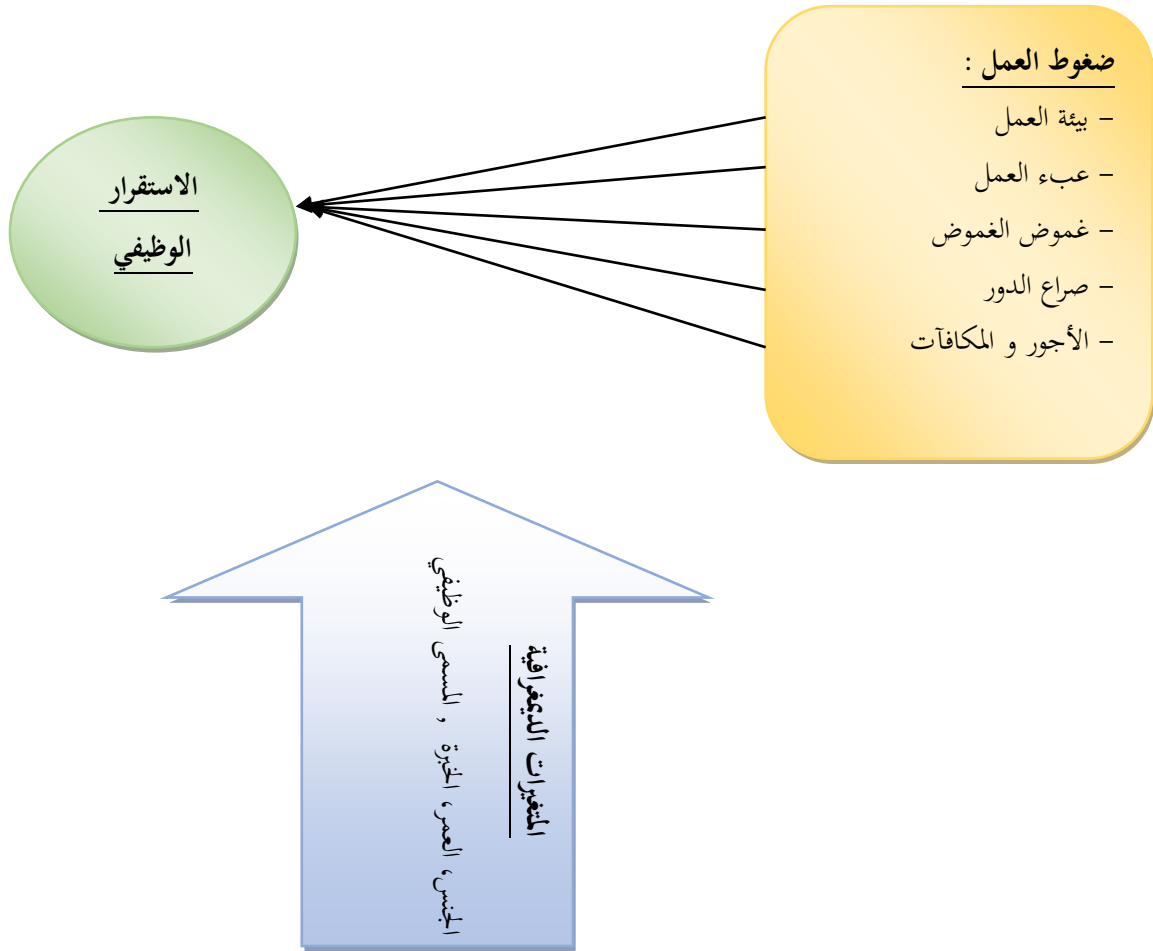 ضغوط العمل :
- بيئة العمل
- عبء العمل
- غموض الغموض
- صراع الدور
- الأجور و المكافآت
الاستقرار
الوظيفي
المتغيرات الديمغرافية
الجنس، العمر، الخبرة , المسمى الوظيفي